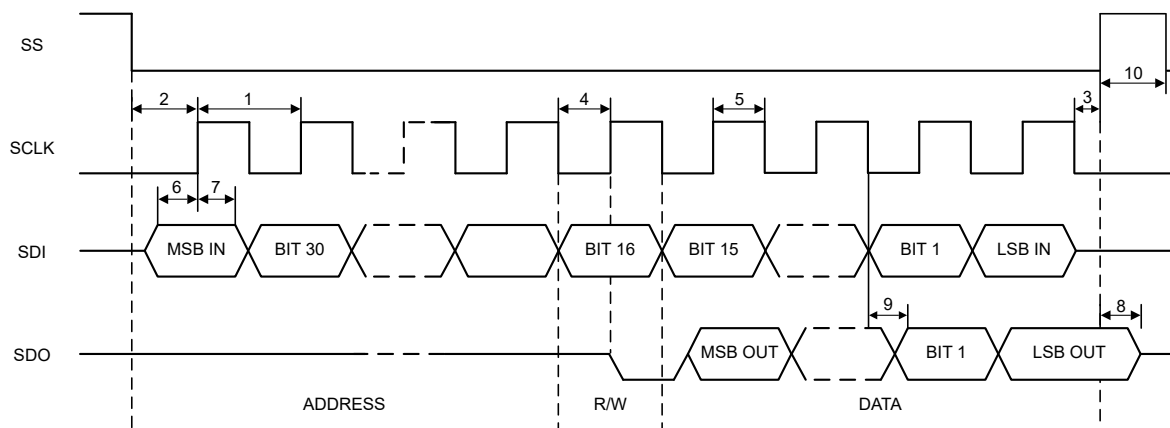 SS
10
2 1 4 5 3
SCLK
6 7
SDI MSB IN BIT 30 BIT 16 BIT 15 BIT 1 LSB IN
9 8
SDO MSB OUT BIT 1 LSB OUT
ADDRESS R/W DATA